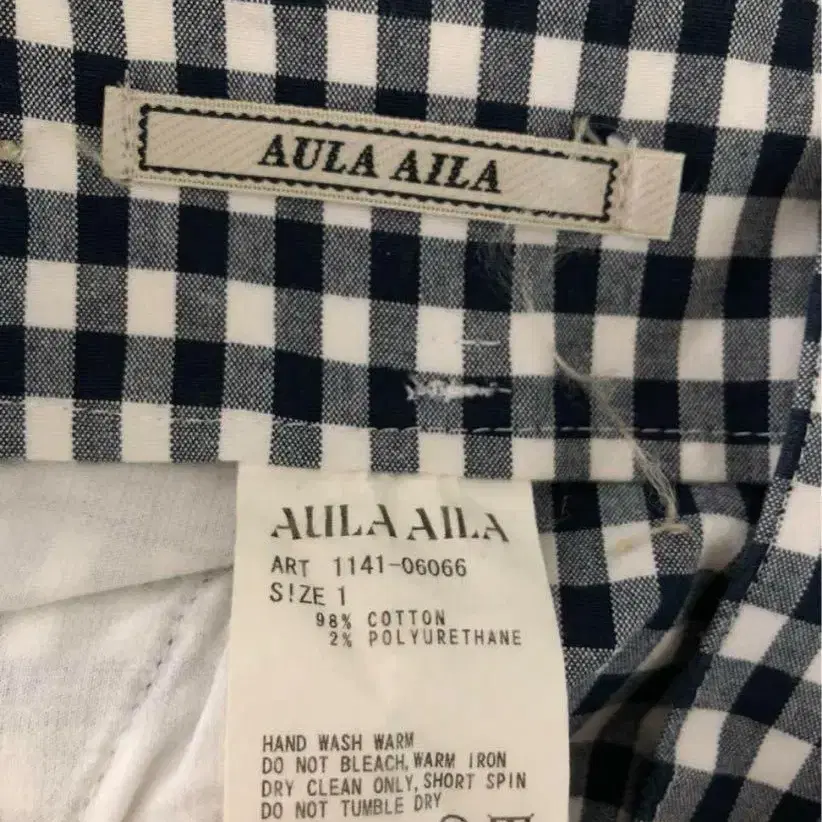 AULA AILA
AULA AILA
ART 1141-06066
SIZE 1
98% COTTON
2% POLYURETHANE
HAND WASH WARM
DO NOT BLEACH, WARM IRON
DRY CLEAN ONLY, SHORT SPIN
DO NOT TUMBLE DRY